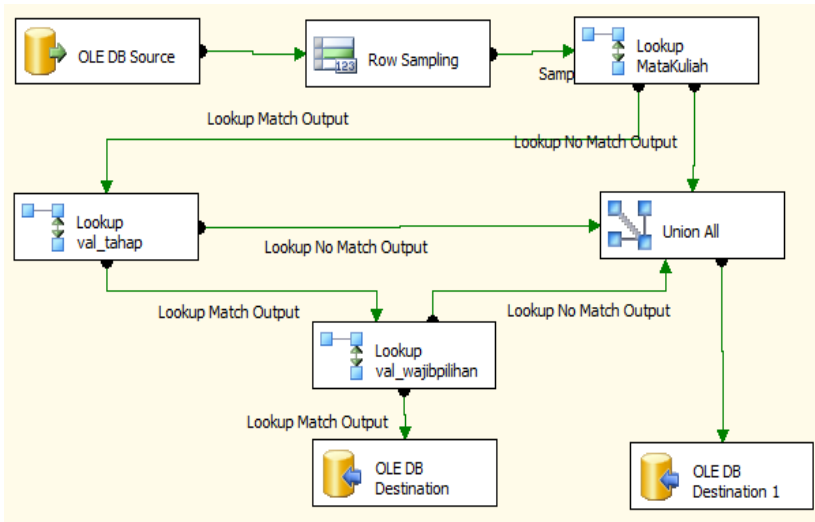 OLE DB Source
123
Row Sampling
Samp
Lookup
MataKuliah
Lookup Match Output
Lookup No Match Output
Lookup
val_tahap
Lookup No Match Output
Union All
Lookup Match Output
Lookup No Match Output
Lookup
val_wajibpilihan
Lookup Match Output
OLE DB
Destination
OLE DB
Destination 1